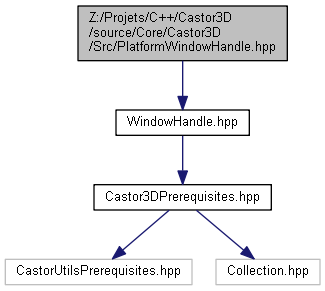 Z:/Projets/C++/Castor3D
/source/Core/Castor3D
/Src/PlatformWindowHandle.hpp
WindowHandle.hpp
Castor3DPrerequisites.hpp
CastorUtilsPrerequisites.hpp
Collection.hpp